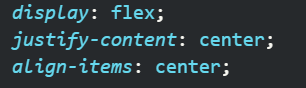 display: flex;
justify-content: center;
align-items: center;